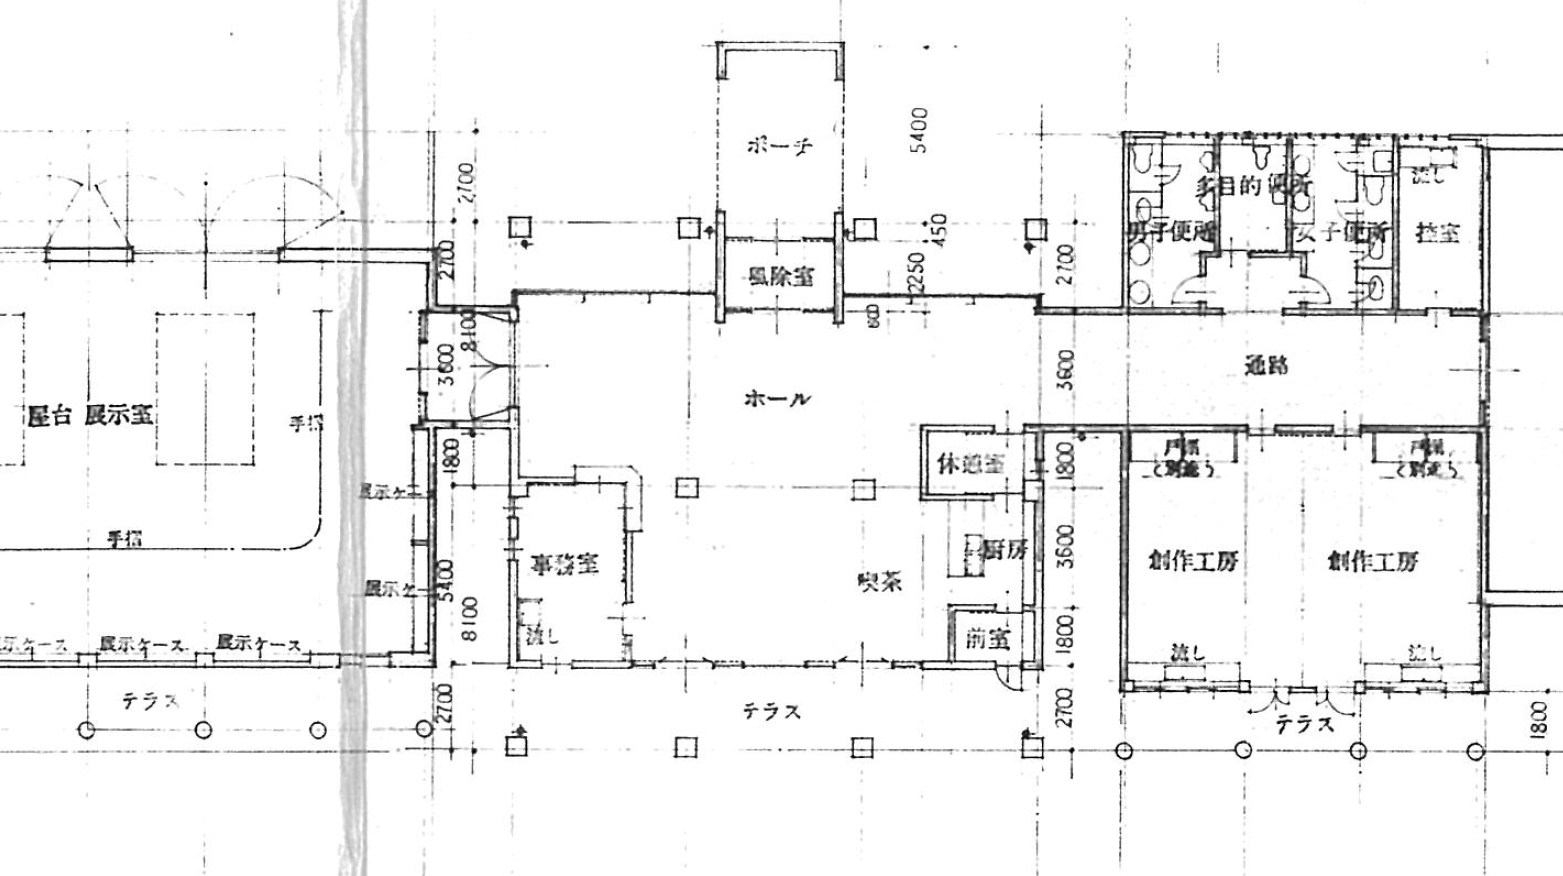 ポーチ
5400
2700
450
多目的便所
流し
男子便所
女子便所
控室
2700
2700
2250
風除室
600
8100
3600
3600
通路
ホール
屋台 展示室
手摺
1800
休憩室
1800
展示ケー
手摺
事務室
喫茶
厨房
3600
創作工房
創作工房
展示ケー
5400
8100
流し
前室
1800
展示ケース
展示ケース
展示ケース
流し
流し
テラス
2700
テラス
2700
テラス
1800